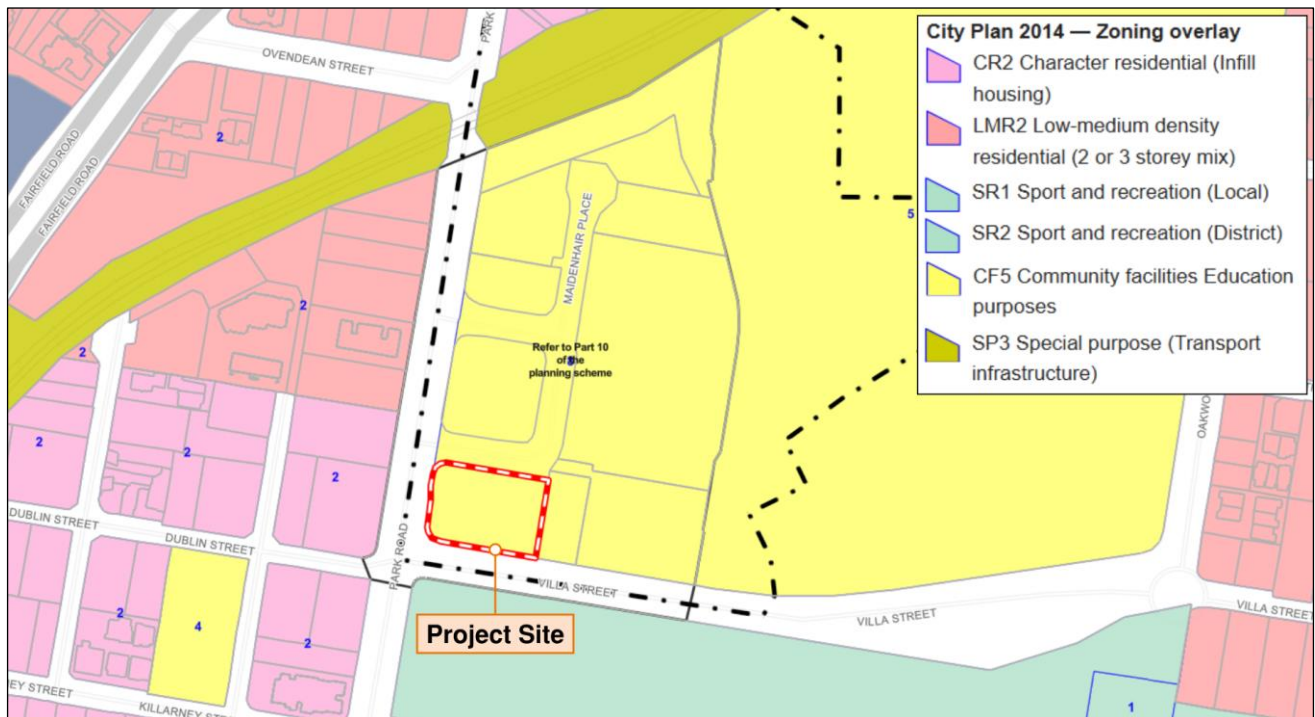 City Plan 2014 — Zoning overlay
CR2 Character residential (Infill
housing)
LMR2 Low-medium density
residential (2 or 3 storey mix)
SR1 Sport and recreation (Local)
SR2 Sport and recreation (District)
CF5 Community facilities Education
purposes
SP3 Special purpose (Transport
infrastructure)
PARK
OVENDEAN STREET
FAIRFIELD ROAD
FAIRFIELD ROAD
2
5
MAIDENHAIR PLACE
2
2
Refer to Part 10
of the
planning scheme
2
2
2
DUBLIN STREET
DUBLIN STREET
PARK ROAD
VILLA STREET
VILLA STREET
VILLA STREET
Project Site
2
4
2
EY STREET
KILLARNEY
1